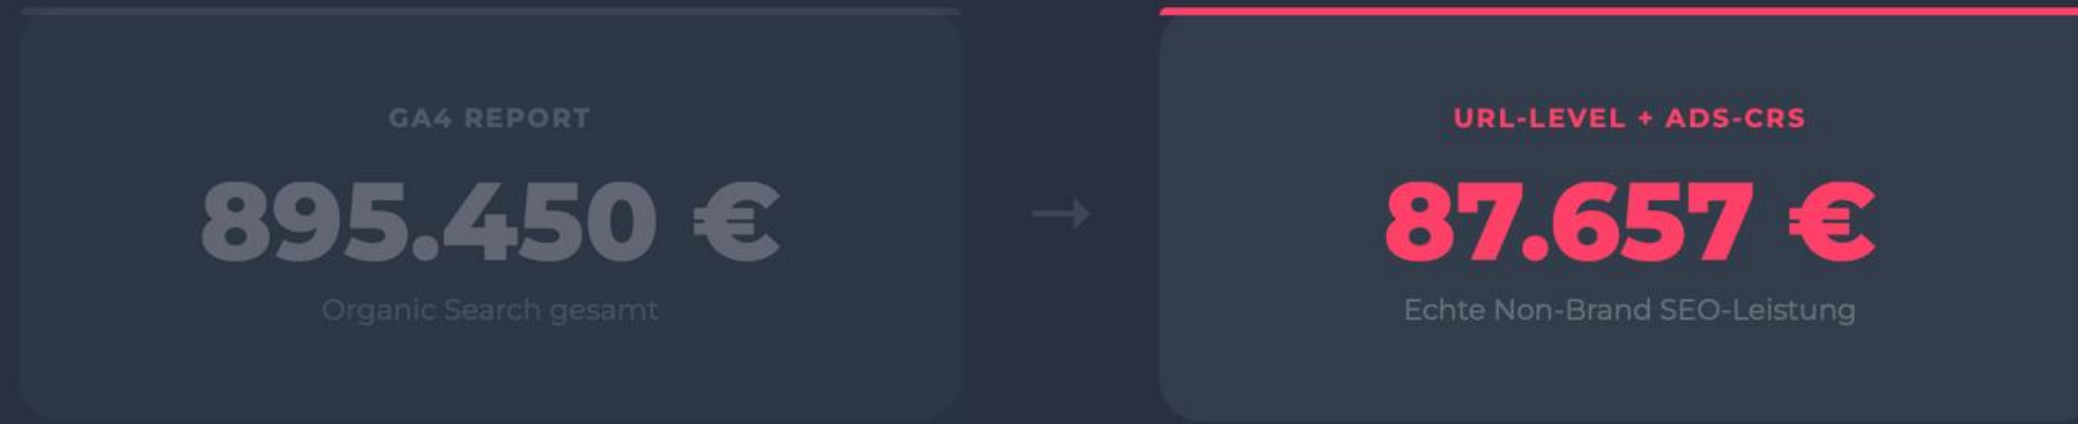 GA4 REPORT
895.450 €
Organic Search gesamt
→
URL-LEVEL + ADS-CRS
87.657 €
Echte Non-Brand SEO-Leistung